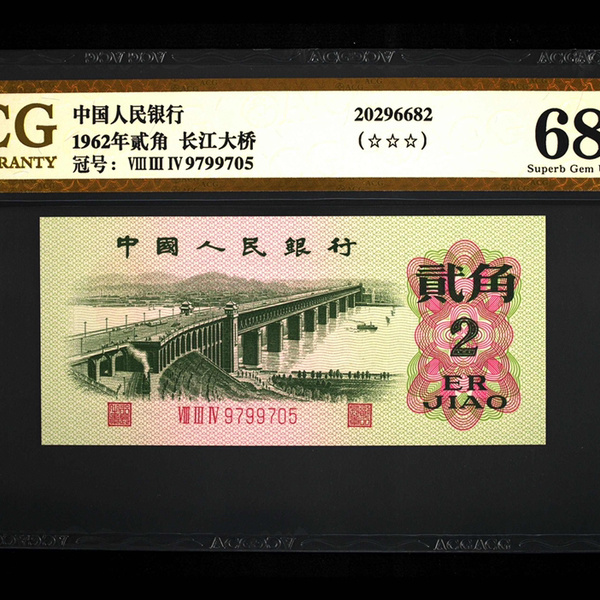 CG
RANTY
中国人民银行
1962年贰角 长江大桥
冠号: Ⅷ Ⅲ Ⅳ 9799705
20296682
(☆☆☆)
68
Superb Gem U
中國人民銀行
貳角
2
ER
JIAO
Ⅷ Ⅲ Ⅳ 9799705
ACGACG